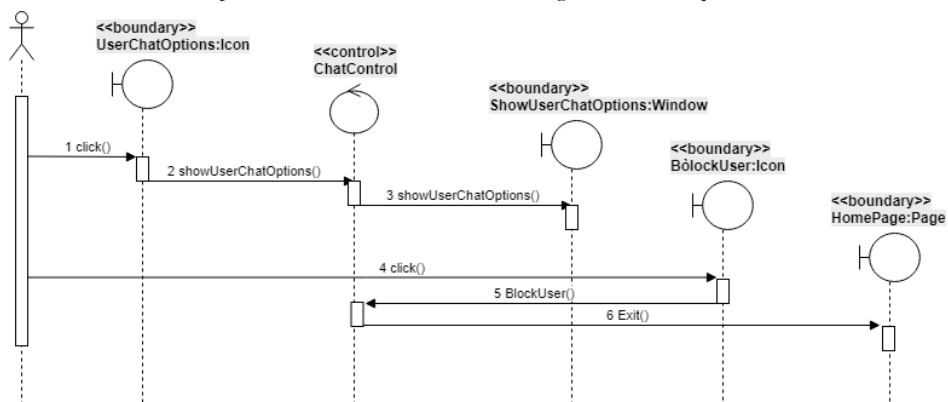 <<boundary>>
UserChatOptions:Icon
<<control>>
ChatControl
<<boundary>>
ShowUserChatOptions:Window
<<boundary>>
BòlockUser:Icon
<<boundary>>
HomePage:Page
1 click()
2 showUserChatOptions()
3 showUserChatOptions()
4 click()
5 BlockUser()
6 Exit()